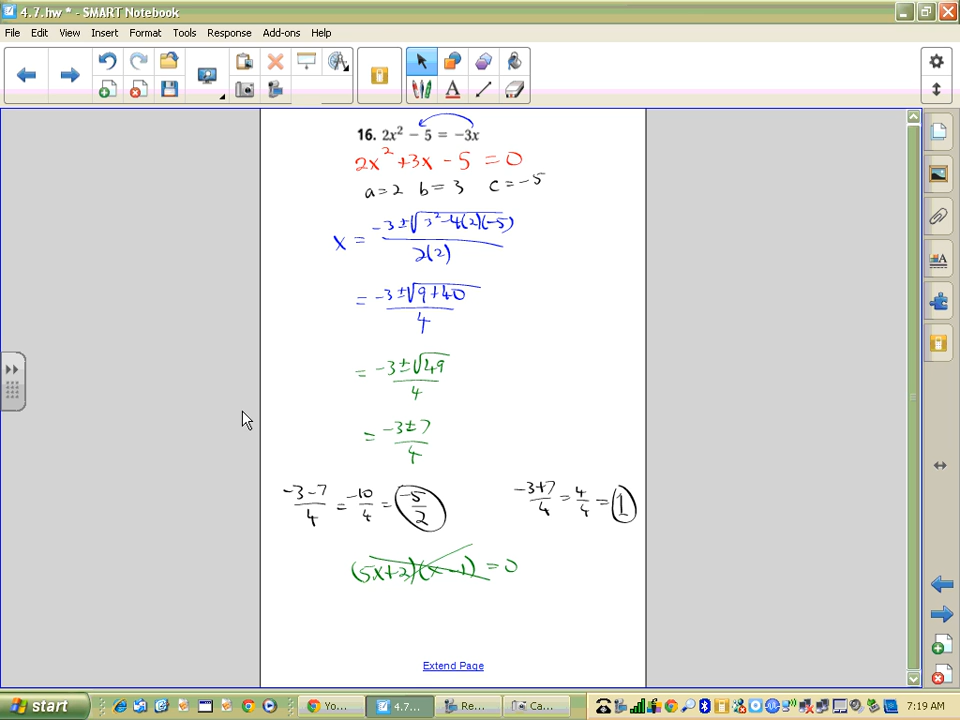 4.7.hw * - SMART Notebook
File Edit View Insert Format Tools Response Add-ons Help
16. 2x² − 5 = −3x
2x² + 3x − 5 = 0
a = 2 b = 3 c = −5
x = (−3 ± √(3² − 4(2)(−5))) / 2(2)
= (−3 ± √(9 + 40)) / 4
= (−3 ± √49) / 4
= (−3 ± 7) / 4
(−3 − 7)/4 = −10/4 = −5/2
(−3 + 7)/4 = 4/4 = 1
(5x + 2)(x − 1) = 0
Extend Page
start Yo... 4.7... Re... Ca... 7:19 AM